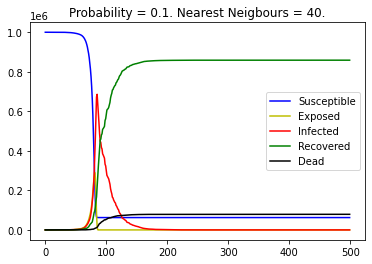 Probability = 0.1. Nearest Neigbours = 40.
1e6
1.0
0.8
0.6
0.4
0.2
0.0
0
100
200
300
400
500
Susceptible
Exposed
Infected
Recovered
Dead